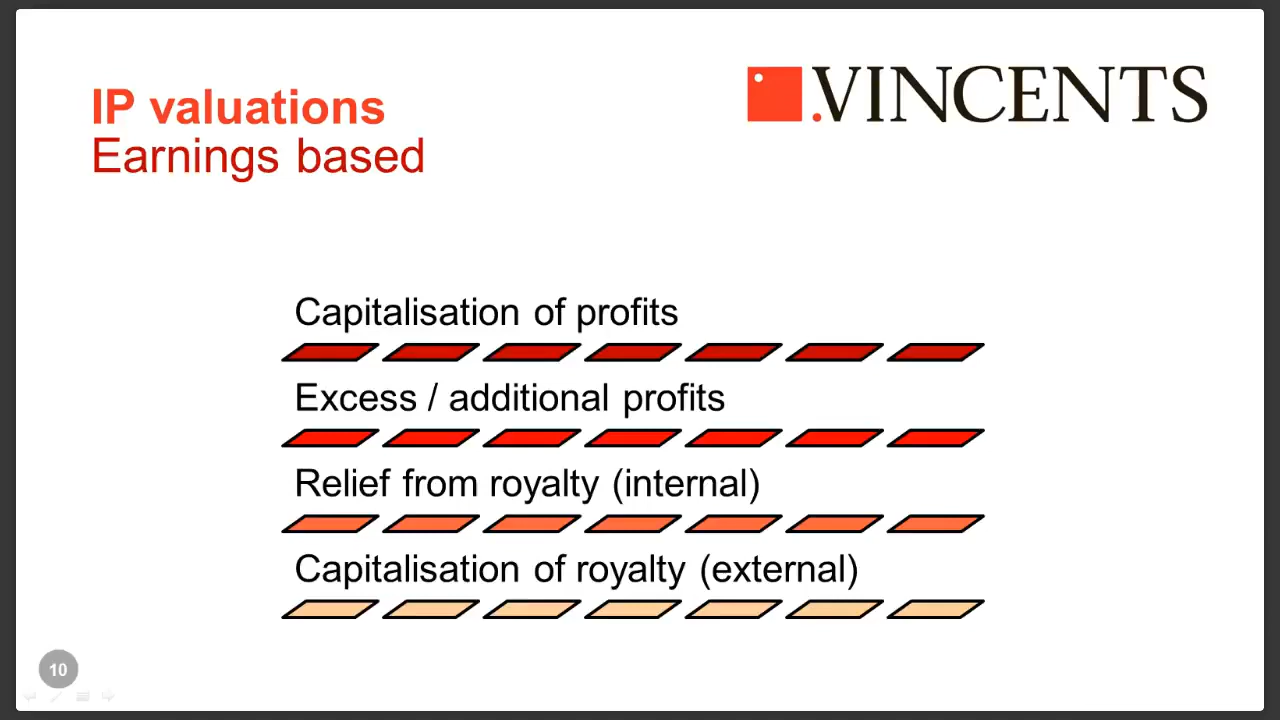 IP valuations
Earnings based
.VINCENTS
Capitalisation of profits
Excess / additional profits
Relief from royalty (internal)
Capitalisation of royalty (external)
10